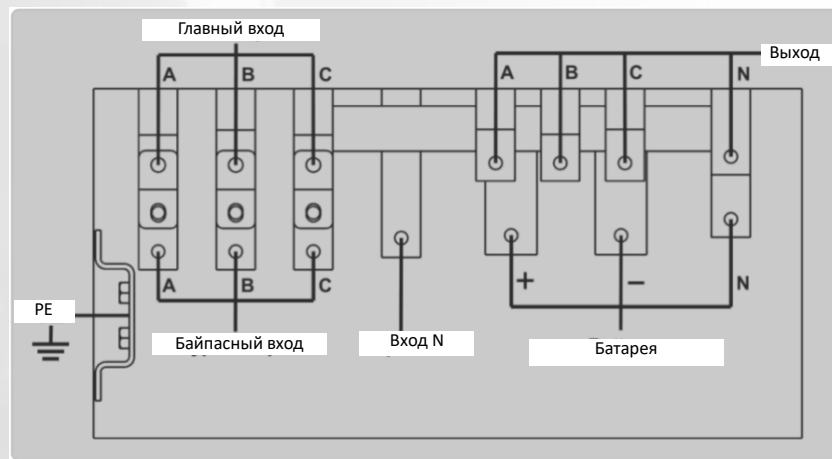 Главный вход
Выход
A B C A B C N
+ − N
A B C
PE
Байпасный вход
Вход N
Батарея